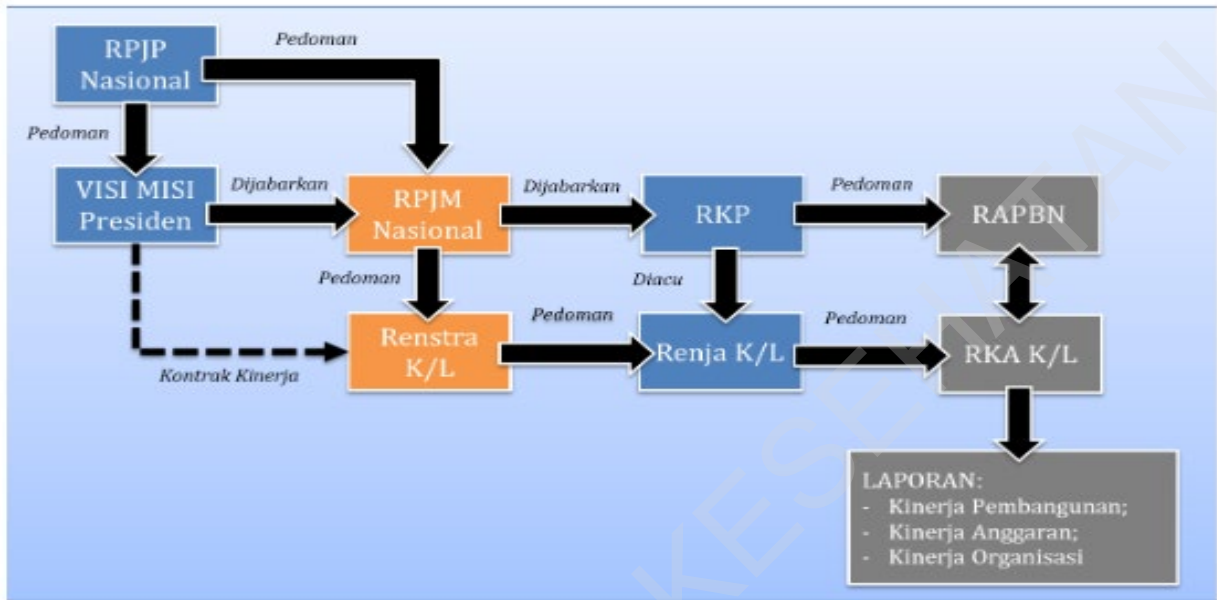 RPJP
Nasional
Pedoman
Pedoman
VISI MISI
Presiden
Dijabarkan
RPJM
Nasional
Dijabarkan
RKP
Pedoman
RAPBN
Pedoman
Diacu
Renstra
K/L
Pedoman
Renja K/L
Pedoman
RKA K/L
Kontrak Kinerja
LAPORAN:
- Kinerja Pembangunan;
- Kinerja Anggaran;
- Kinerja Organisasi
KESEHATAN